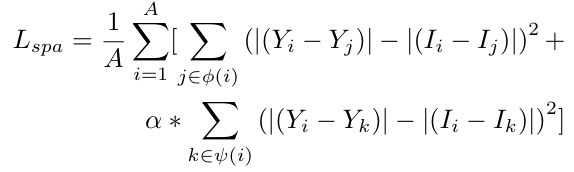 L_{spa} = \frac{1}{A} \sum_{i=1}^{A} [ \sum_{j \in \phi(i)} (|(Y_i - Y_j)| - |(I_i - I_j)|)^2 +
\alpha * \sum_{k \in \psi(i)} (|(Y_i - Y_k)| - |(I_i - I_k)|)^2 ]